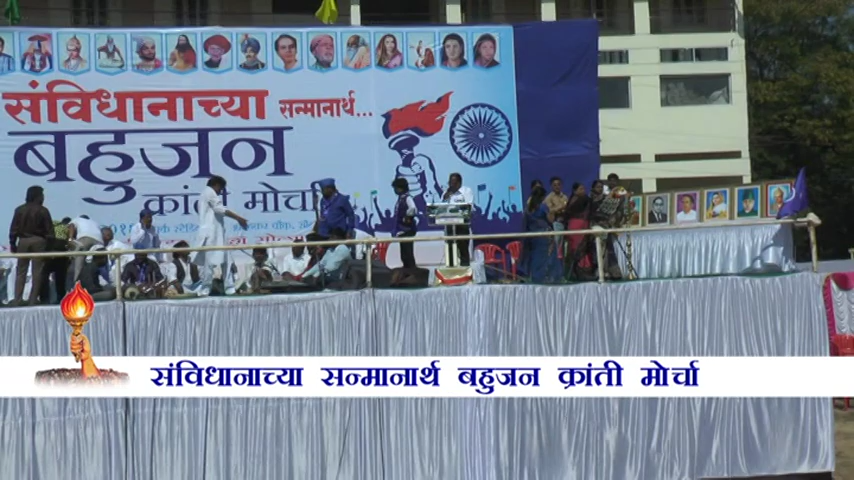 संविधानाच्या सन्मानार्थ...
बहुजन
क्रांती मोर्चा
संविधानाच्या सन्मानार्थ बहुजन क्रांती मोर्चा